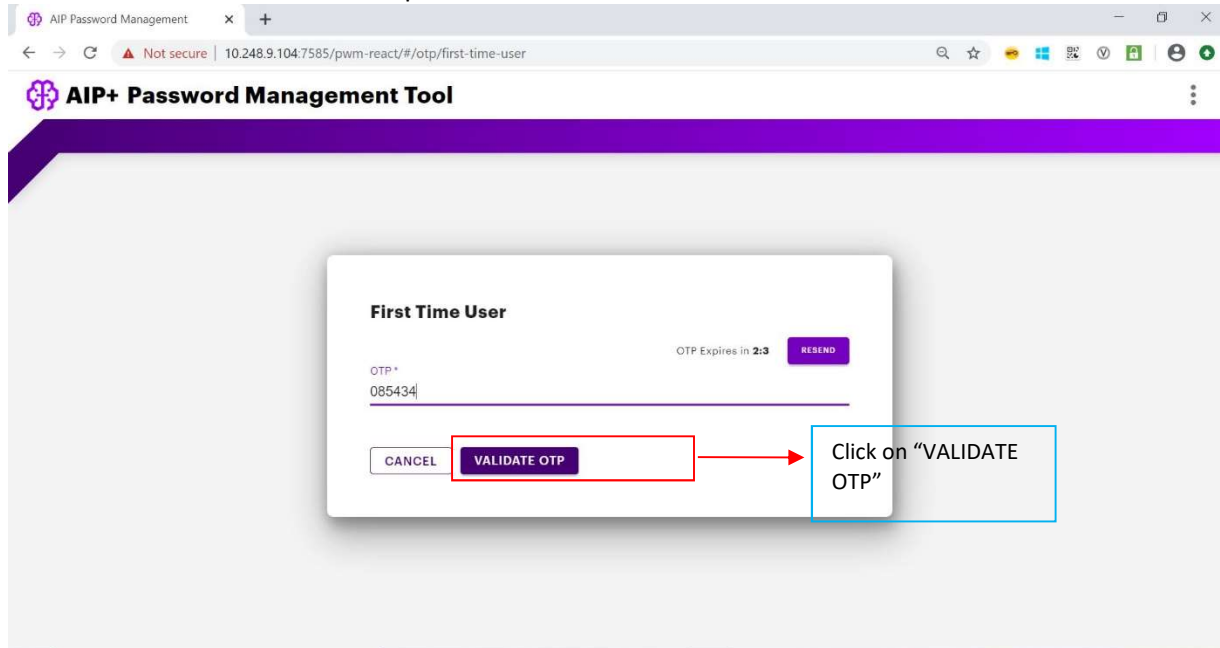 AIP Password Management
Not secure | 10.248.9.104:7585/pwm-react/#/otp/first-time-user
AIP+ Password Management Tool
First Time User
OTP Expires in 2:3 RESEND
OTP *
085434
CANCEL VALIDATE OTP
Click on “VALIDATE
OTP”